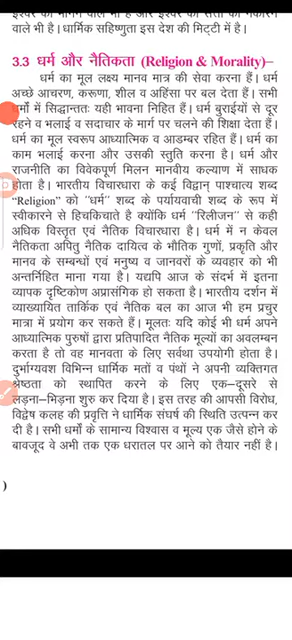 वाले भी है। धार्मिक सहिष्णुता इस देश की मिट्टी में है।
3.3 धर्म और नैतिकता (Religion & Morality)–
धर्म का मूल लक्ष्य मानव मात्र की सेवा करना हैं। धर्म
अच्छे आचरण, करूणा, शील व अहिंसा पर बल देता हैं। सभी
धर्मों में सिद्धान्ततः यही भावना निहित हैं। धर्म बुराईयों से दूर
रहने व भलाई व सदाचार के मार्ग पर चलने की शिक्षा देता हैं।
धर्म का मूल स्वरूप आध्यात्मिक व आडम्बर रहित हैं। धर्म का
काम भलाई करना और उसकी स्तुति करना है। धर्म और
राजनीति का विवेकपूर्ण मिलन मानवीय कल्याण में साधक
होता है। भारतीय विचारधारा के कई विद्वान् पाश्चात्य शब्द
"Religion" को "धर्म" शब्द के पर्यायवाची शब्द के रूप में
स्वीकारने से हिचकिचाते है क्योंकि धर्म "रिलीजन" से कही
अधिक विस्तृत एवं नैतिक विचारधारा है। धर्म में न केवल
नैतिकता अपितु नैतिक दायित्व के भौतिक गुणों, प्रकृति और
मानव के सम्बन्धों एवं मनुष्य व जानवरों के व्यवहार को भी
अन्तर्निहित माना गया है। यद्यपि आज के संदर्भ में इतना
व्यापक दृष्टिकोण अप्रासंगिक हो सकता है। भारतीय दर्शन में
व्याख्यायित तार्किक एवं नैतिक बल का आज भी हम प्रचुर
मात्रा में प्रयोग कर सकते हैं। मूलतः यदि कोई भी धर्म अपने
आध्यात्मिक पुरुषों द्वारा प्रतिपादित नैतिक मूल्यों का अवलम्बन
करता है तो वह मानवता के लिए सर्वथा उपयोगी होता है।
दुर्भाग्यवश विभिन्न धार्मिक मतों व पंथों ने अपनी व्यक्तिगत
श्रेष्ठता को स्थापित करने के लिए एक–दूसरे से
लड़ना–भिड़ना शुरु कर दिया है। इस तरह की आपसी विरोध,
विद्वेष कलह की प्रवृत्ति ने धार्मिक संघर्ष की स्थिति उत्पन्न कर
दी है। सभी धर्मों के सामान्य विश्वास व मूल्य एक जैसे होने के
बावजूद वे अभी तक एक धरातल पर आने को तैयार नहीं है।
)